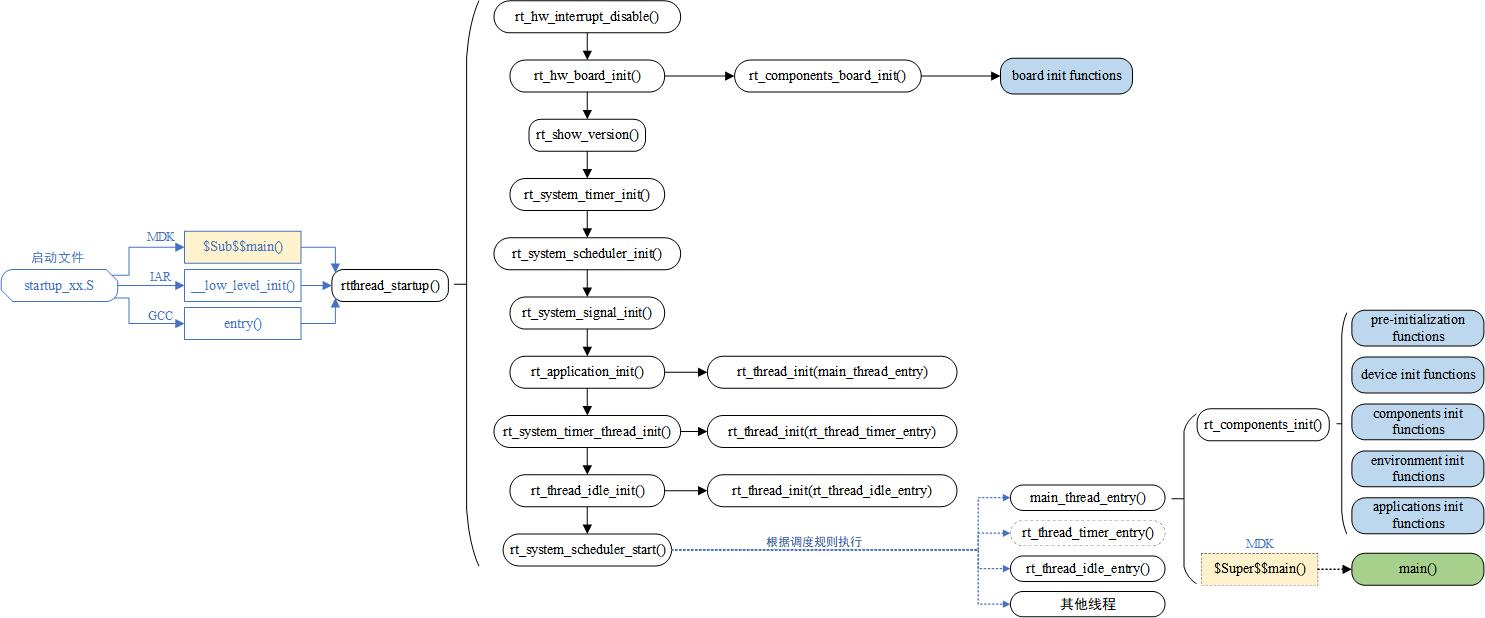 启动文件
startup_xx.S
MDK
$Sub$$main()
IAR
__low_level_init()
GCC
entry()
rtthread_startup()
rt_hw_interrupt_disable()
rt_hw_board_init()
rt_components_board_init()
board init functions
rt_show_version()
rt_system_timer_init()
rt_system_scheduler_init()
rt_system_signal_init()
rt_application_init()
rt_thread_init(main_thread_entry)
rt_system_timer_thread_init()
rt_thread_init(rt_thread_timer_entry)
rt_thread_idle_init()
rt_thread_init(rt_thread_idle_entry)
rt_system_scheduler_start()
根据调度规则执行
main_thread_entry()
rt_thread_timer_entry()
rt_thread_idle_entry()
其他线程
rt_components_init()
pre-initialization
functions
device init functions
components init
functions
environment init
functions
applications init
functions
MDK
$Super$$main()
main()